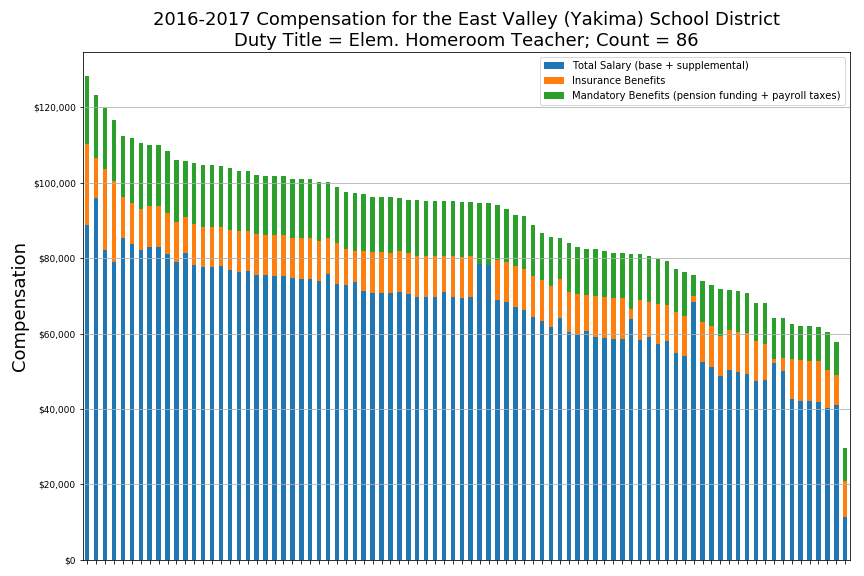 2016-2017 Compensation for the East Valley (Yakima) School District
Duty Title = Elem. Homeroom Teacher; Count = 86
Total Salary (base + supplemental)
Insurance Benefits
Mandatory Benefits (pension funding + payroll taxes)
$120,000
$100,000
$80,000
$60,000
$40,000
$20,000
$0
Compensation